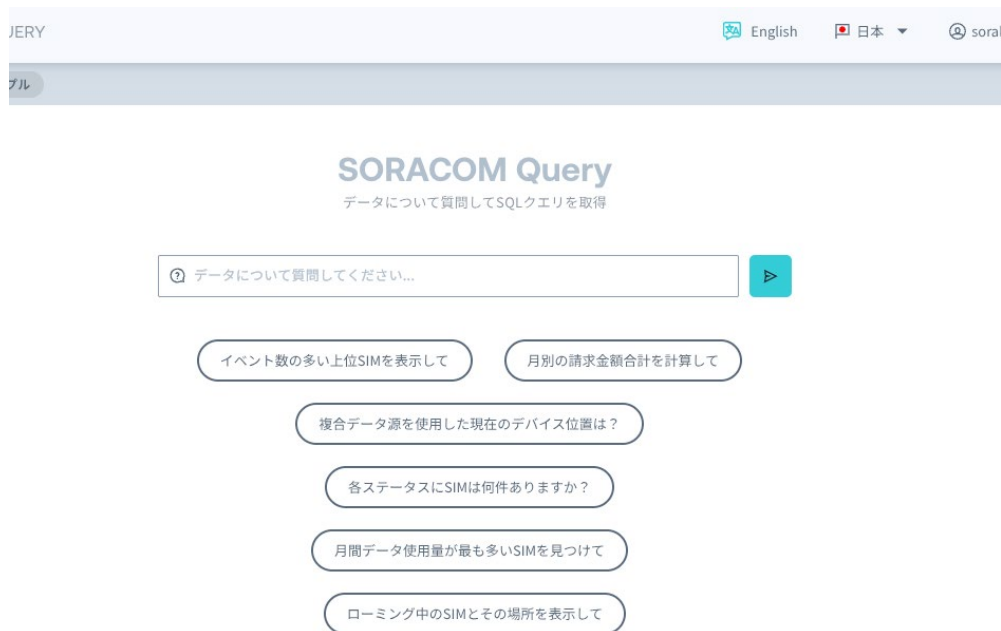 English 日本
SORACOM Query
データについて質問してSQLクエリを取得
データについて質問してください...
イベント数の多い上位SIMを表示して 月別の請求金額合計を計算して
複合データ源を使用した現在のデバイス位置は？
各ステータスにSIMは何件ありますか？
月間データ使用量が最も多いSIMを見つけて
ローミング中のSIMとその場所を表示して